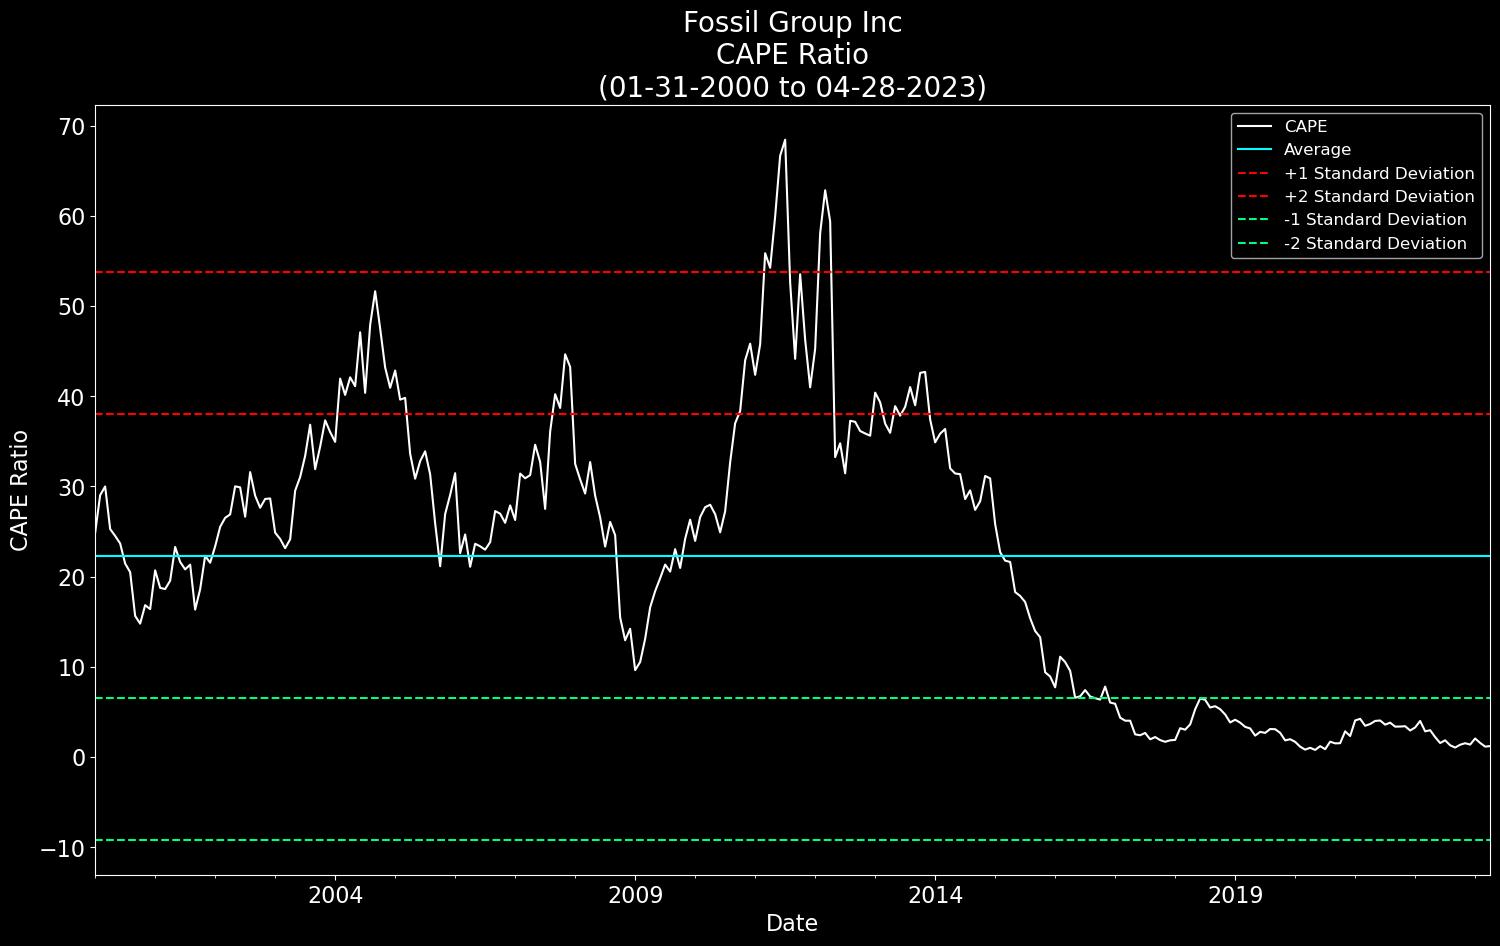 Fossil Group Inc
CAPE Ratio
(01-31-2000 to 04-28-2023)
70
60
50
40
30
20
10
0
−10
CAPE Ratio
CAPE
Average
+1 Standard Deviation
+2 Standard Deviation
-1 Standard Deviation
-2 Standard Deviation
2004
2009
2014
2019
Date